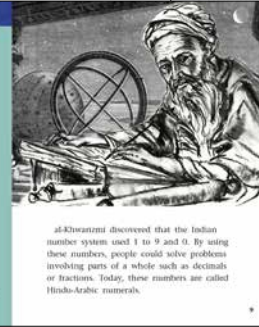 al-Khwarizmi discovered that the Indian
number system used 1 to 9 and 0. By using
these numbers, people could solve problems
involving parts of a whole such as decimals
or fractions. Today, these numbers are called
Hindu-Arabic numerals.
9